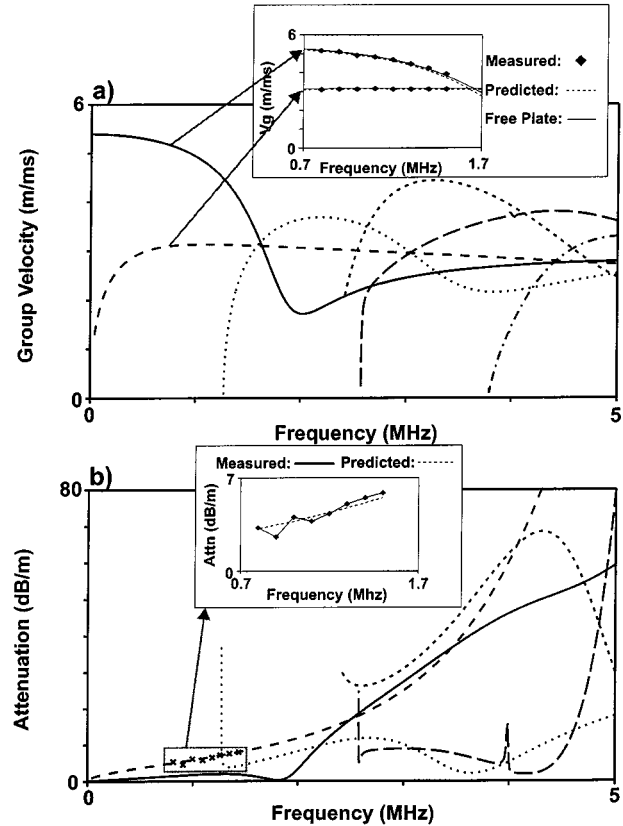 a)
6
Vg (m/ms)
0
0.7
1.7
Frequency (MHz)
Measured:
Predicted:
Free Plate:
6
Group Velocity (m/ms)
0
0
5
Frequency (MHz)
b)
Measured: Predicted:
7
Attn (dB/m)
0
0.7
1.7
Frequency (Mhz)
80
Attenuation (dB/m)
0
0
5
Frequency (MHz)